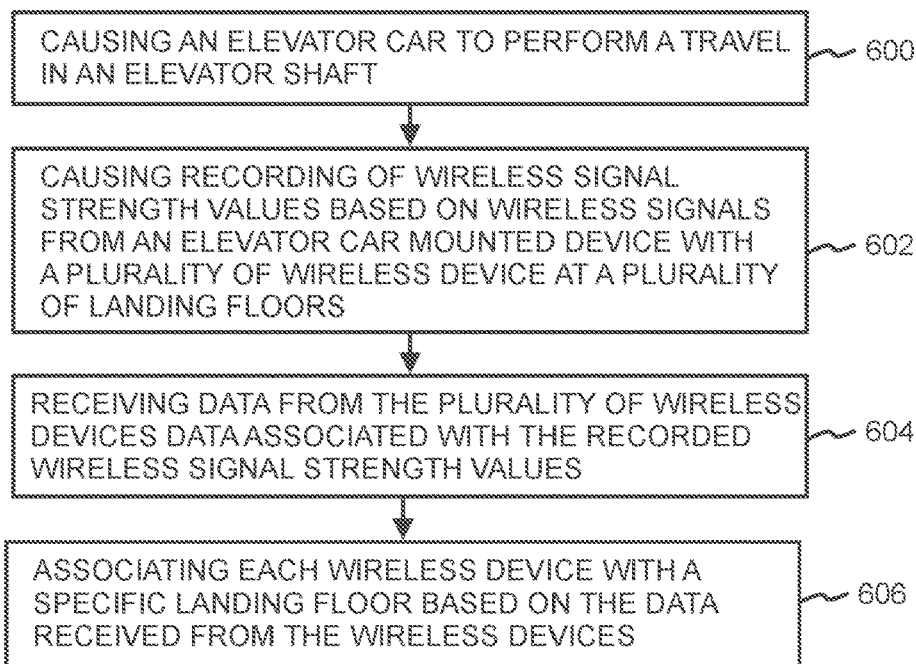 CAUSING AN ELEVATOR CAR TO PERFORM A TRAVEL
IN AN ELEVATOR SHAFT
600
CAUSING RECORDING OF WIRELESS SIGNAL
STRENGTH VALUES BASED ON WIRELESS SIGNALS
FROM AN ELEVATOR CAR MOUNTED DEVICE WITH
A PLURALITY OF WIRELESS DEVICE AT A PLURALITY
OF LANDING FLOORS
602
RECEIVING DATA FROM THE PLURALITY OF WIRELESS
DEVICES DATA ASSOCIATED WITH THE RECORDED
WIRELESS SIGNAL STRENGTH VALUES
604
ASSOCIATING EACH WIRELESS DEVICE WITH A
SPECIFIC LANDING FLOOR BASED ON THE DATA
RECEIVED FROM THE WIRELESS DEVICES
606